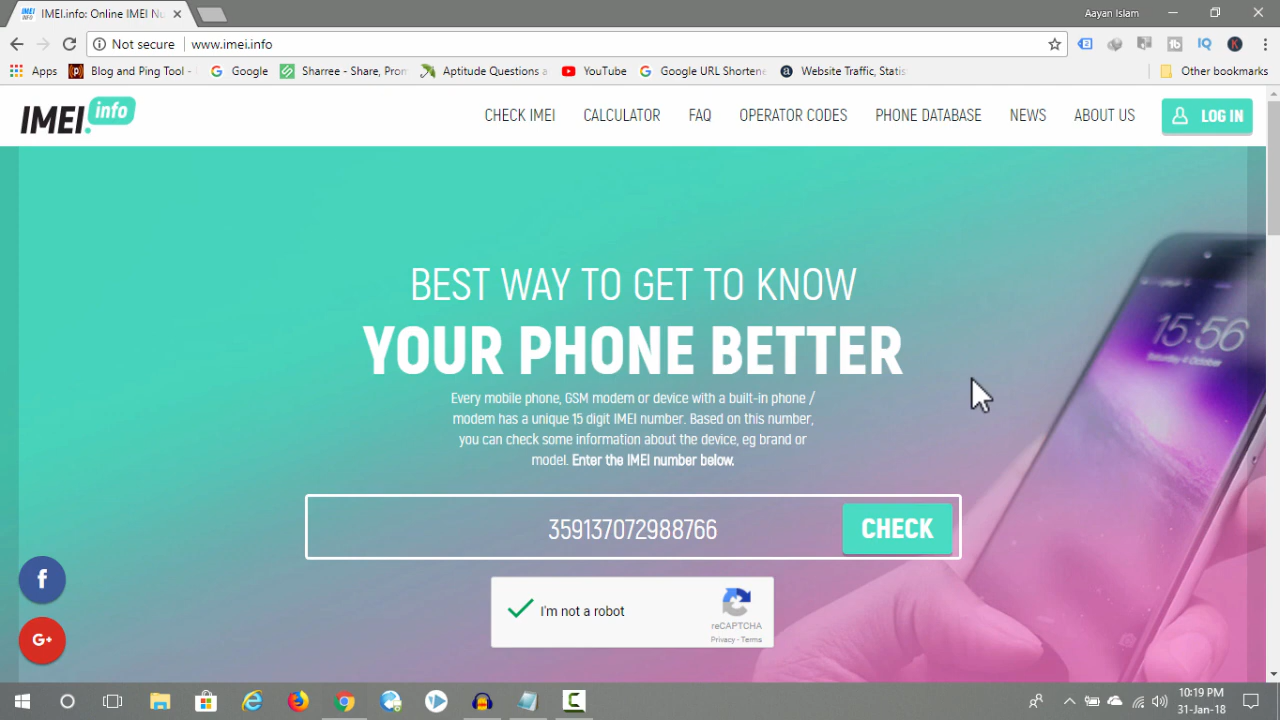 IMEI.info: Online IMEI Nu
Aayan Islam
Not secure
www.imei.info
Apps
Blog and Ping Tool -
Google
Sharree - Share, Pron
Aptitude Questions a
YouTube
Google URL Shortene
Website Traffic, Statis
Other bookmarks
IMEI.info
CHECK IMEI
CALCULATOR
FAQ
OPERATOR CODES
PHONE DATABASE
NEWS
ABOUT US
LOG IN
BEST WAY TO GET TO KNOW
YOUR PHONE BETTER
Every mobile phone, GSM modem or device with a built-in phone /
modem has a unique 15 digit IMEI number. Based on this number,
you can check some information about the device, eg brand or
model. Enter the IMEI number below.
359137072988766
CHECK
I'm not a robot
reCAPTCHA
Privacy - Terms
15:56
Saturday 4 October
10:19 PM
31-Jan-18